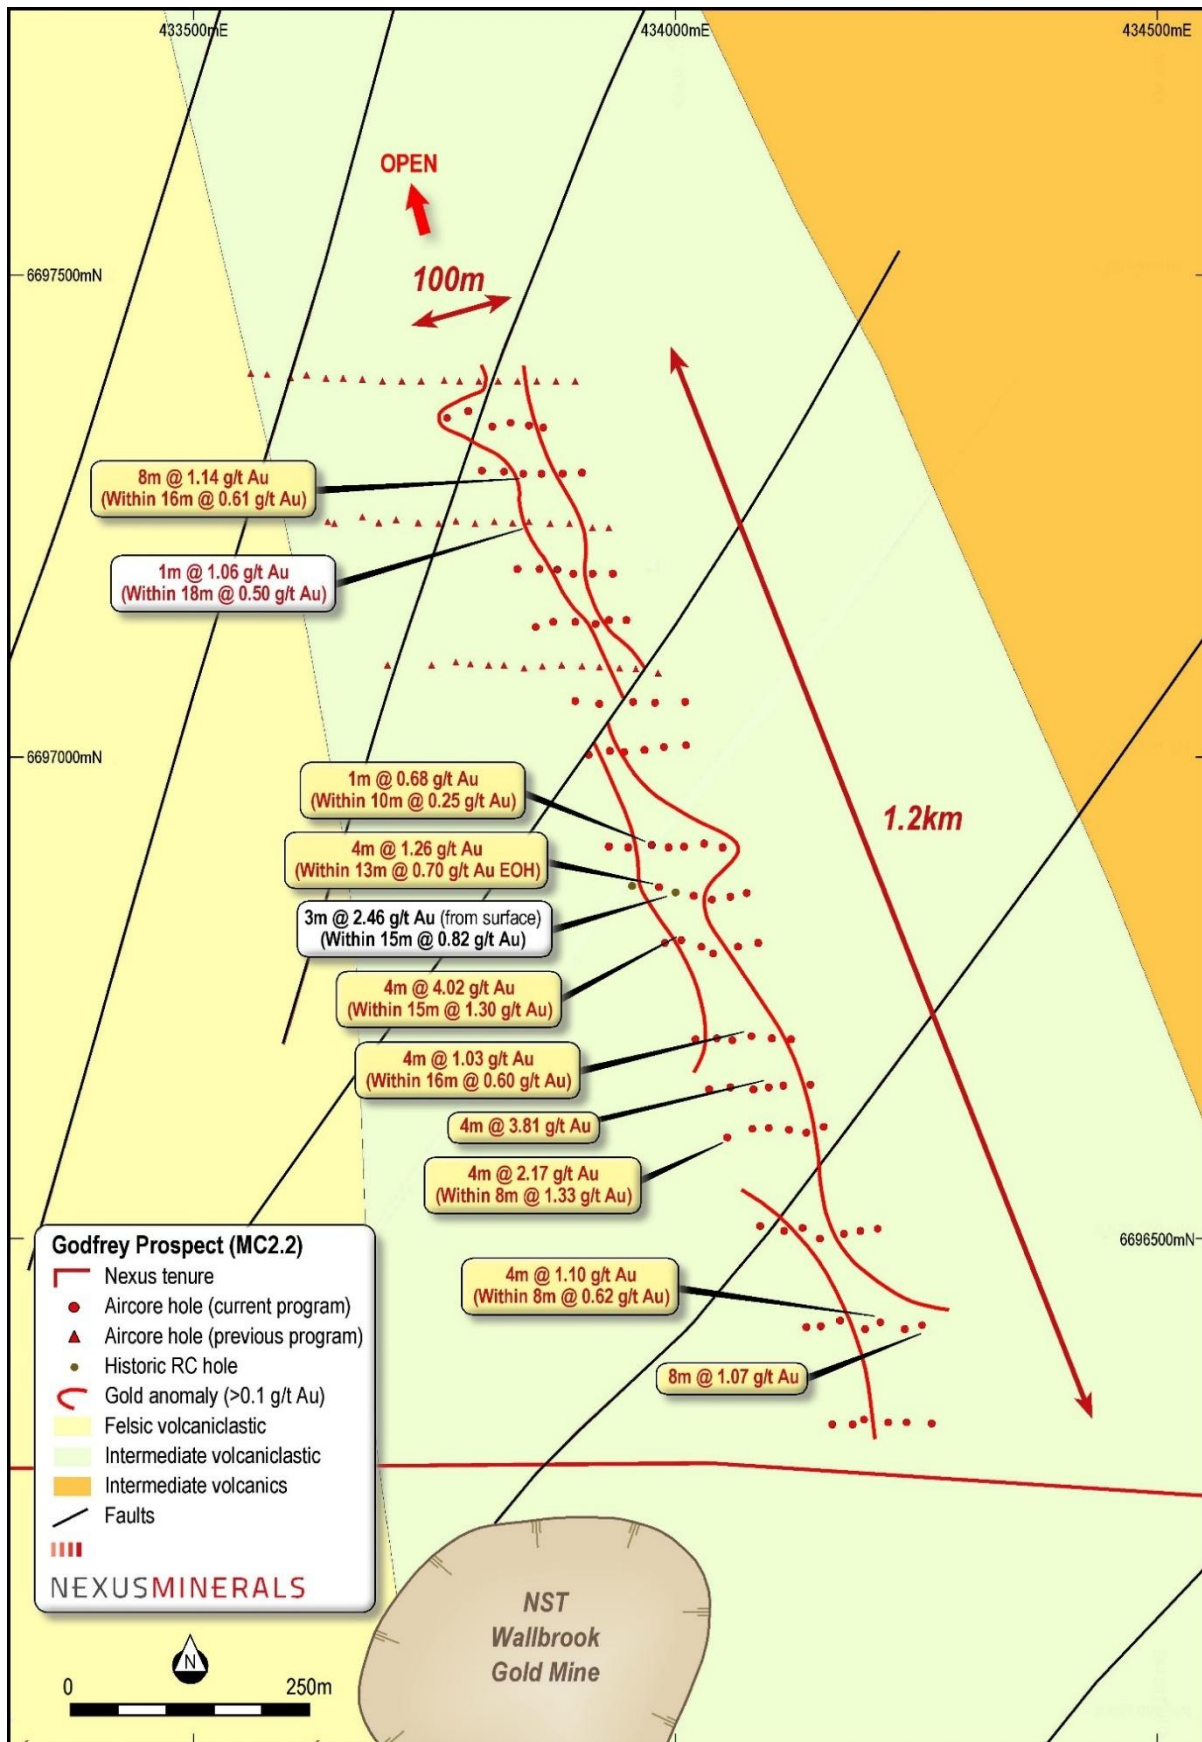 433500mE
434000mE
434500mE
OPEN
6697500mN
100m
8m @ 1.14 g/t Au
(Within 16m @ 0.61 g/t Au)
1m @ 1.06 g/t Au
(Within 18m @ 0.50 g/t Au)
6697000mN
1m @ 0.68 g/t Au
(Within 10m @ 0.25 g/t Au)
1.2km
4m @ 1.26 g/t Au
(Within 13m @ 0.70 g/t Au EOH)
3m @ 2.46 g/t Au (from surface)
(Within 15m @ 0.82 g/t Au)
4m @ 4.02 g/t Au
(Within 15m @ 1.30 g/t Au)
4m @ 1.03 g/t Au
(Within 16m @ 0.60 g/t Au)
4m @ 3.81 g/t Au
4m @ 2.17 g/t Au
(Within 8m @ 1.33 g/t Au)
6696500mN
4m @ 1.10 g/t Au
(Within 8m @ 0.62 g/t Au)
8m @ 1.07 g/t Au
Godfrey Prospect (MC2.2)
Nexus tenure
Aircore hole (current program)
Aircore hole (previous program)
Historic RC hole
Gold anomaly (>0.1 g/t Au)
Felsic volcaniclastic
Intermediate volcaniclastic
Intermediate volcanics
Faults
NEXUSMINERALS
NST
Wallbrook
Gold Mine
N
0 250m